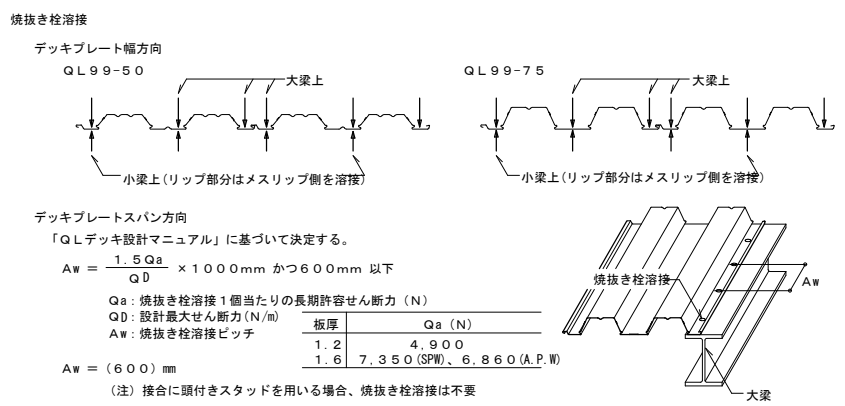 焼抜き栓溶接
デッキプレート幅方向
ＱＬ９９-５０
大梁上
小梁上(リップ部分はメスリップ側を溶接)
ＱＬ９９-７５
大梁上
小梁上(リップ部分はメスリップ側を溶接)
デッキプレートスパン方向
「ＱＬデッキ設計マニュアル」に基づいて決定する。
Ａｗ ＝ １.５Ｑａ / ＱＤ ×１０００mm かつ６００mm 以下
Ｑａ：焼抜き栓溶接１個当たりの長期許容せん断力（Ｎ）
ＱＤ：設計最大せん断力(Ｎ/m)
Ａｗ：焼抜き栓溶接ピッチ
板厚 Ｑａ（Ｎ）
１.２ ４,９００
１.６ ７,３５０(SPW)、６,８６０(A.P.W)
Ａｗ ＝（６００）㎜
（注）接合に頭付きスタッドを用いる場合、焼抜き栓溶接は不要
焼抜き栓溶接
Ａｗ
大梁